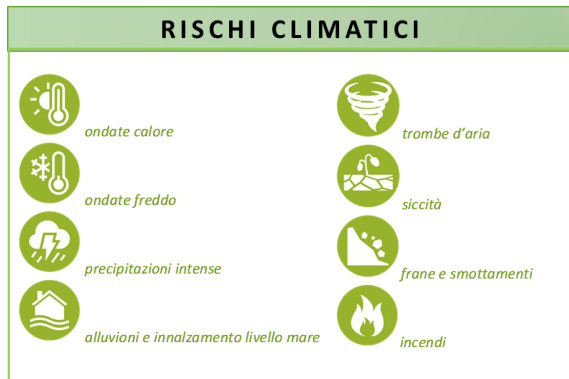 RISCHI CLIMATICI
ondate calore
ondate freddo
precipitazioni intense
alluvioni e innalzamento livello mare
trombe d'aria
siccità
frane e smottamenti
incendi